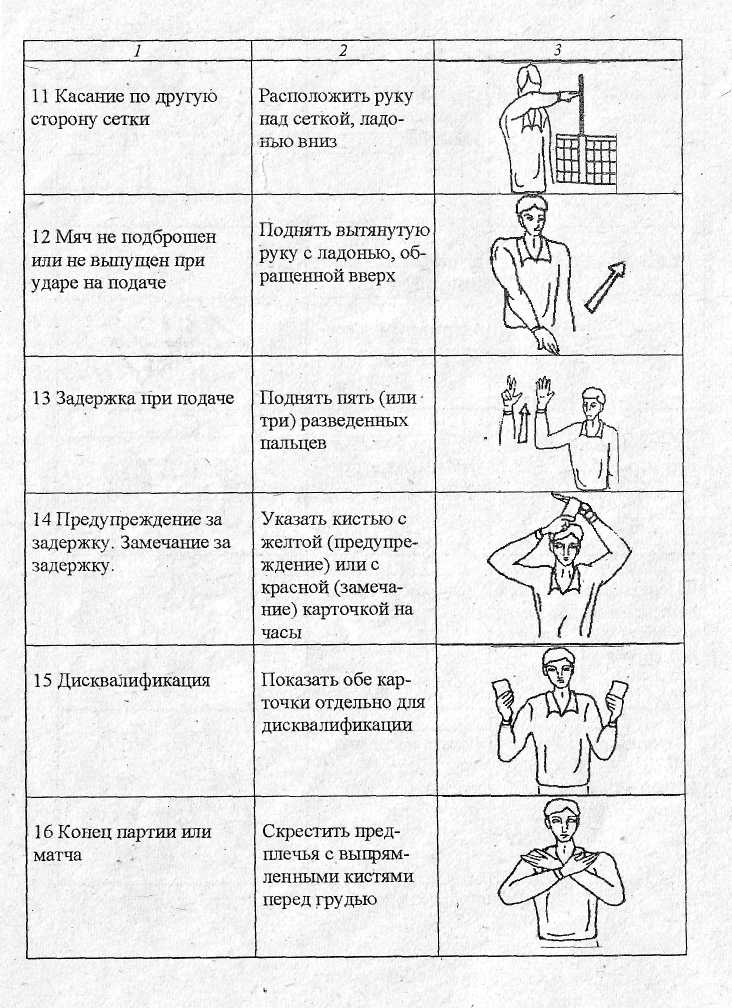 1 2 3
11 Касание по другую
сторону сетки
Расположить руку
над сеткой, ладо-
нью вниз
12 Мяч не подброшен
или не выпущен при
ударе на подаче
Поднять вытянутую
руку с ладонью, об-
ращенной вверх
13 Задержка при подаче
Поднять пять (или
три) разведенных
пальцев
14 Предупреждение за
задержку. Замечание за
задержку.
Указать кистью с
желтой (предупре-
ждение) или с
красной (замеча-
ние) карточкой на
часы
15 Дисквалификация
Показать обе кар-
точки отдельно для
дисквалификации
16 Конец партии или
матча
Скрестить пред-
плечья с выпрям-
ленными кистями
перед грудью